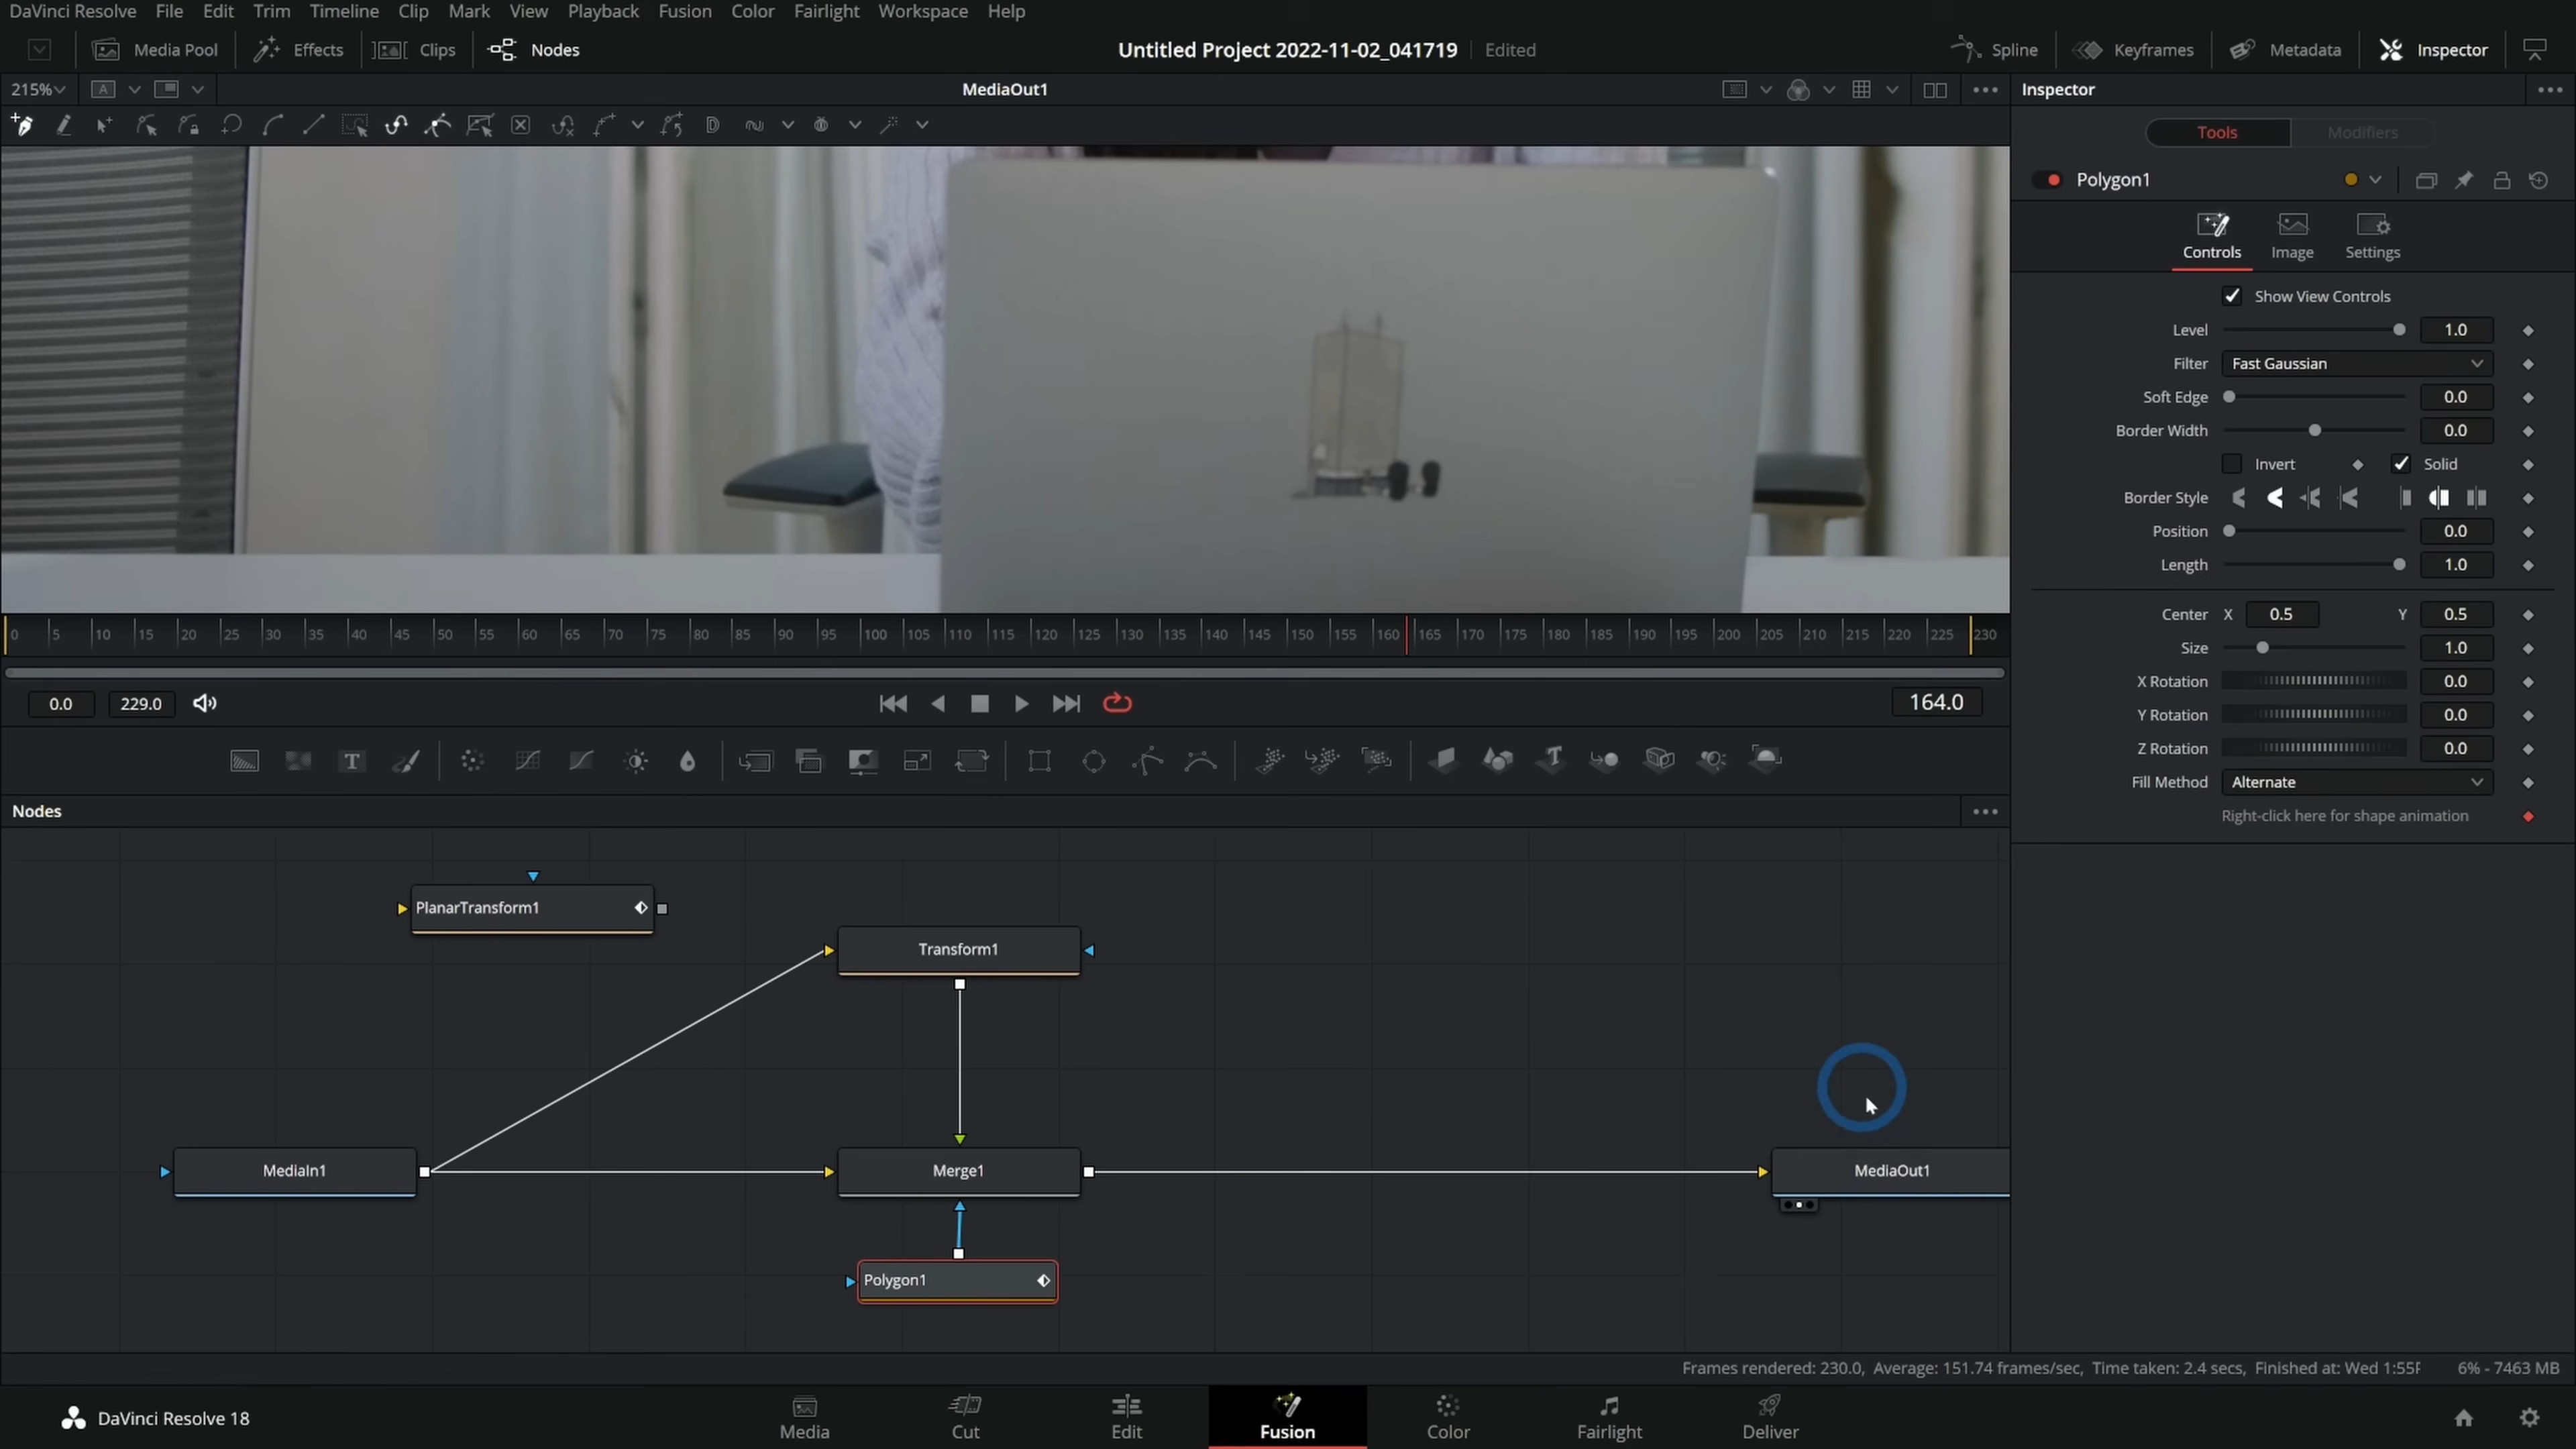 DaVinci Resolve File Edit Trim Timeline Clip Mark View Playback Fusion Color Fairlight Workspace Help
Media Pool Effects Clips Nodes Untitled Project 2022-11-02_041719 Edited Spline Keyframes Metadata Inspector
215% A MediaOut1 Inspector
Tools Modifiers
Polygon1
Controls Image Settings
Show View Controls
Level 1.0
Filter Fast Gaussian
Soft Edge 0.0
Border Width 0.0
Invert Solid
Border Style
Position 0.0
Length 1.0
Center X 0.5 Y 0.5
Size 1.0
X Rotation 0.0
Y Rotation 0.0
Z Rotation 0.0
Fill Method Alternate
Right-click here for shape animation
0 5 10 15 20 25 30 35 40 45 50 55 60 65 70 75 80 85 90 95 100 105 110 115 120 125 130 135 140 145 150 155 160 165 170 175 180 185 190 195 200 205 210 215 220 225 230
0.0 229.0 164.0
Nodes
PlanarTransform1
Transform1
MediaIn1 Merge1 MediaOut1
Polygon1
Frames rendered: 230.0, Average: 151.74 frames/sec, Time taken: 2.4 secs, Finished at: Wed 1:55P 6% - 7463 MB
DaVinci Resolve 18 Media Cut Edit Fusion Color Fairlight Deliver